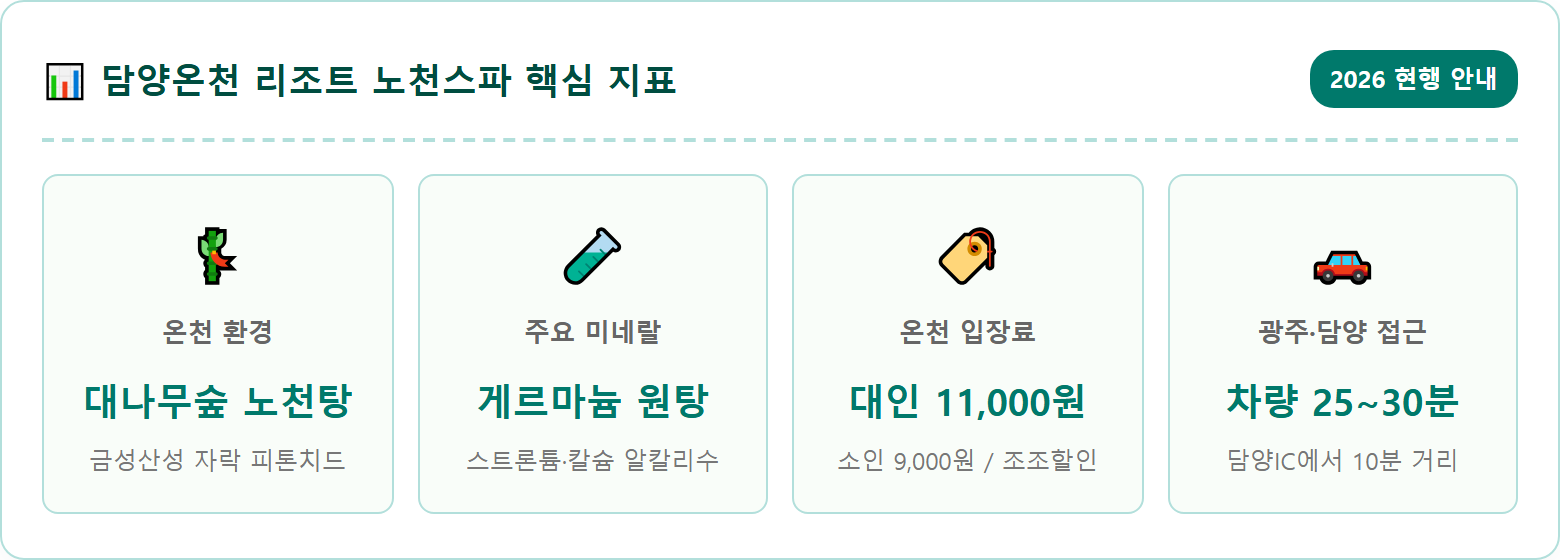 담양온천 리조트 노천스파 핵심 지표
2026 현행 안내
온천 환경
대나무숲 노천탕
금성산성 자락 피톤치드
주요 미네랄
게르마늄 원탕
스트론튬·칼슘 알칼리수
온천 입장료
대인 11,000원
소인 9,000원 / 조조할인
광주·담양 접근
차량 25~30분
담양IC에서 10분 거리